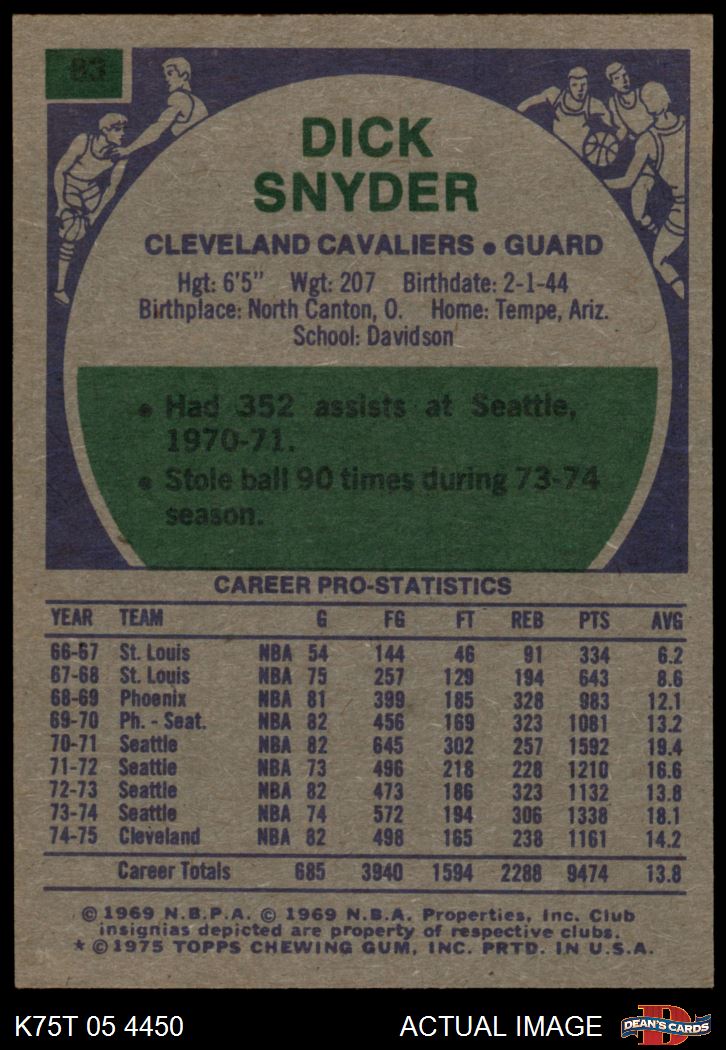 83
DICK
SNYDER
CLEVELAND CAVALIERS • GUARD
Hgt: 6'5" Wgt: 207 Birthdate: 2-1-44
Birthplace: North Canton, O. Home: Tempe, Ariz.
School: Davidson
• Had 352 assists at Seattle,
1970-71.
• Stole ball 90 times during 73-74
season.
CAREER PRO-STATISTICS
YEAR TEAM G FG FT REB PTS AVG
66-67 St. Louis NBA 54 144 46 91 334 6.2
67-68 St. Louis NBA 75 257 129 194 643 8.6
68-69 Phoenix NBA 81 399 185 328 983 12.1
69-70 Ph. - Seat. NBA 82 456 169 323 1081 13.2
70-71 Seattle NBA 82 645 302 257 1592 19.4
71-72 Seattle NBA 73 496 218 228 1210 16.6
72-73 Seattle NBA 82 473 186 323 1132 13.8
73-74 Seattle NBA 74 572 194 306 1338 18.1
74-75 Cleveland NBA 82 498 165 238 1161 14.2
Career Totals 685 3940 1594 2288 9474 13.8
© 1969 N.B.P.A. © 1969 N.B.A. Properties, Inc. Club
insignias depicted are property of respective clubs.
* © 1975 TOPPS CHEWING GUM, INC. PRTD. IN U.S.A.
K75T 05 4450 ACTUAL IMAGE
D
DEAN'S CARDS